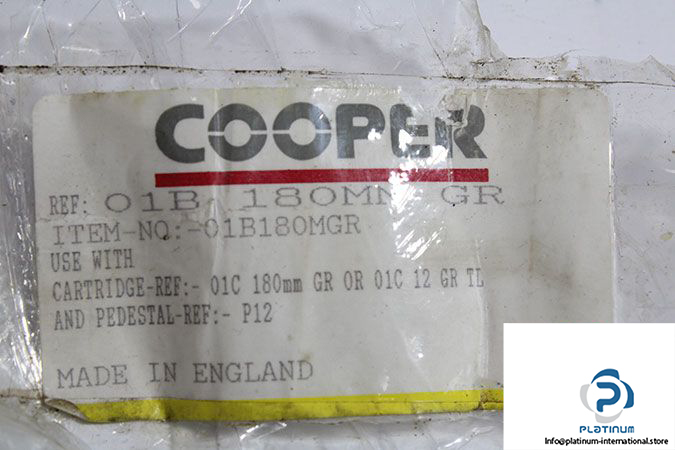 COOPER
REF: 01B 180MM GR
ITEM-NO:-01B180MGR
USE WITH
CARTRIDGE-REF:- 01C 180mm GR OR 01C 12 GR TL
AND PEDESTAL-REF:- P12
MADE IN ENGLAND
PLATINUM
Info@platinum-international.store